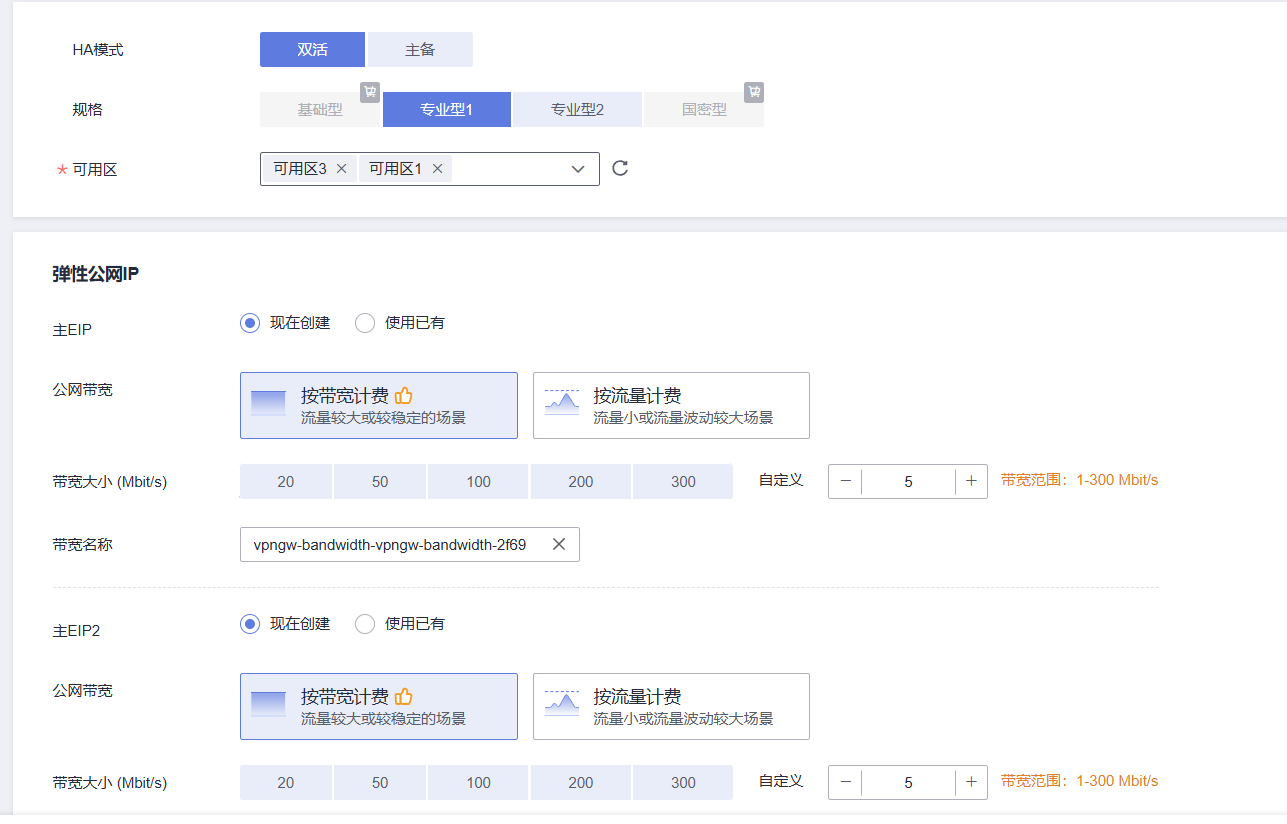 HA模式 双活 主备
规格 基础型 专业型1 专业型2 国密型
* 可用区 可用区3 × 可用区1 ×
弹性公网IP
主EIP 现在创建 使用已有
公网带宽 按带宽计费 按流量计费
流量较大或较稳定的场景 流量小或流量波动较大场景
带宽大小 (Mbit/s) 20 50 100 200 300 自定义 − 5 + 带宽范围：1-300 Mbit/s
带宽名称 vpngw-bandwidth-vpngw-bandwidth-2f69 ×
主EIP2 现在创建 使用已有
公网带宽 按带宽计费 按流量计费
流量较大或较稳定的场景 流量小或流量波动较大场景
带宽大小 (Mbit/s) 20 50 100 200 300 自定义 − 5 + 带宽范围：1-300 Mbit/s